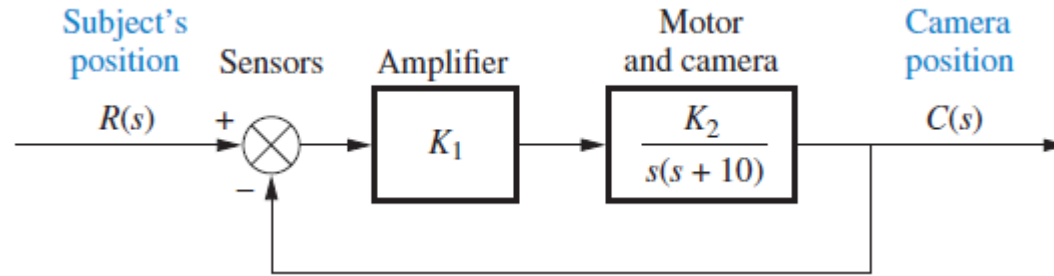 Subject's
position
Sensors
Amplifier
Motor
and camera
Camera
position
R(s)
+
−
K1
K2
s(s + 10)
C(s)